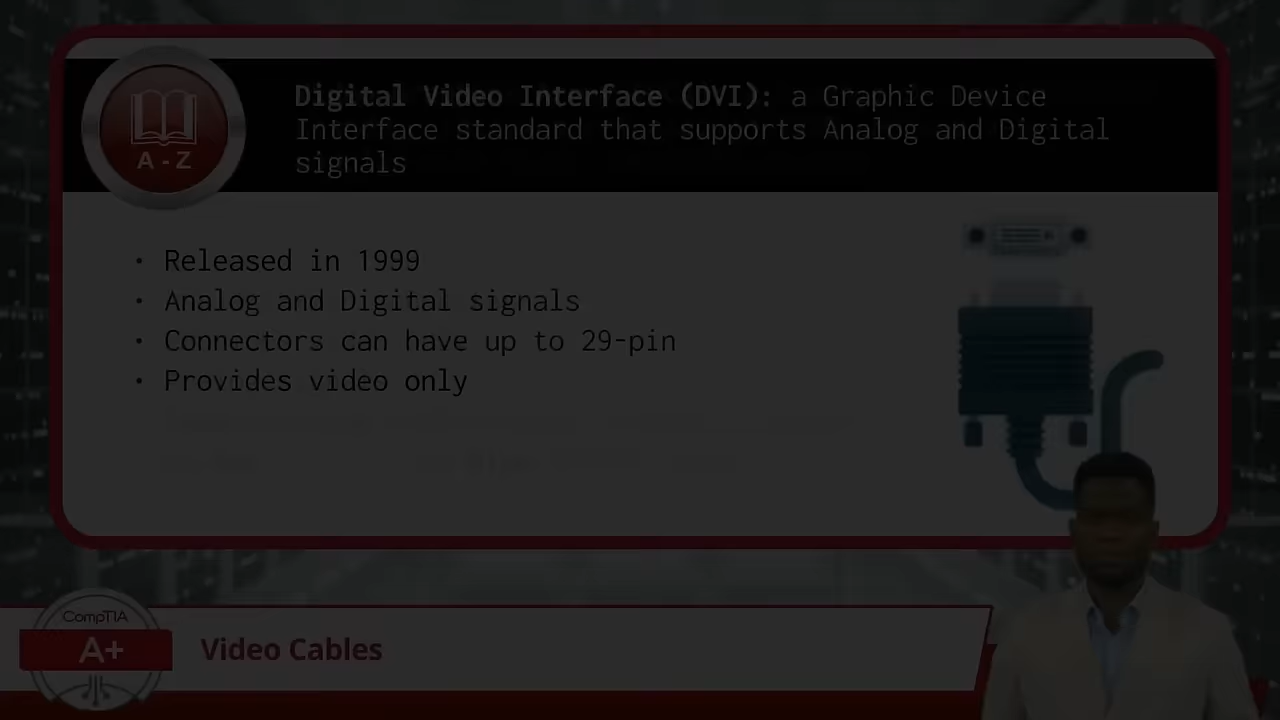 Digital Video Interface (DVI): a Graphic Device
Interface standard that supports Analog and Digital
signals
A-Z
• Released in 1999
• Analog and Digital signals
• Connectors can have up to 29-pin
• Provides video only
CompTIA
A+
Video Cables